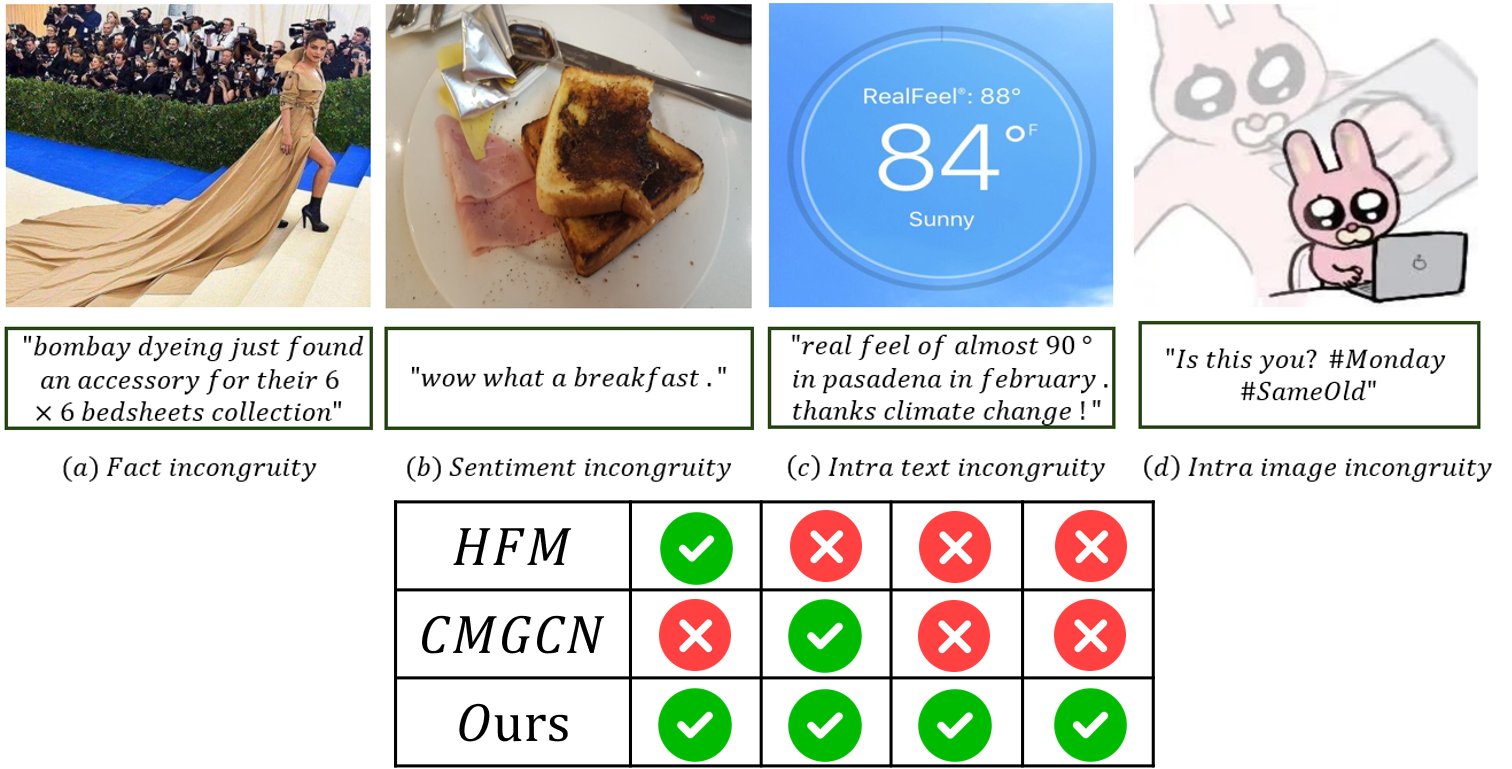 RealFeel®: 88°
84°F
Sunny
"bombay dyeing just found
an accessory for their 6
× 6 bedsheets collection"
"wow what a breakfast ."
"real feel of almost 90 °
in pasadena in february .
thanks climate change !"
"Is this you? #Monday
#SameOld"
(a) Fact incongruity
(b) Sentiment incongruity
(c) Intra text incongruity
(d) Intra image incongruity
HFM
CMGCN
Ours